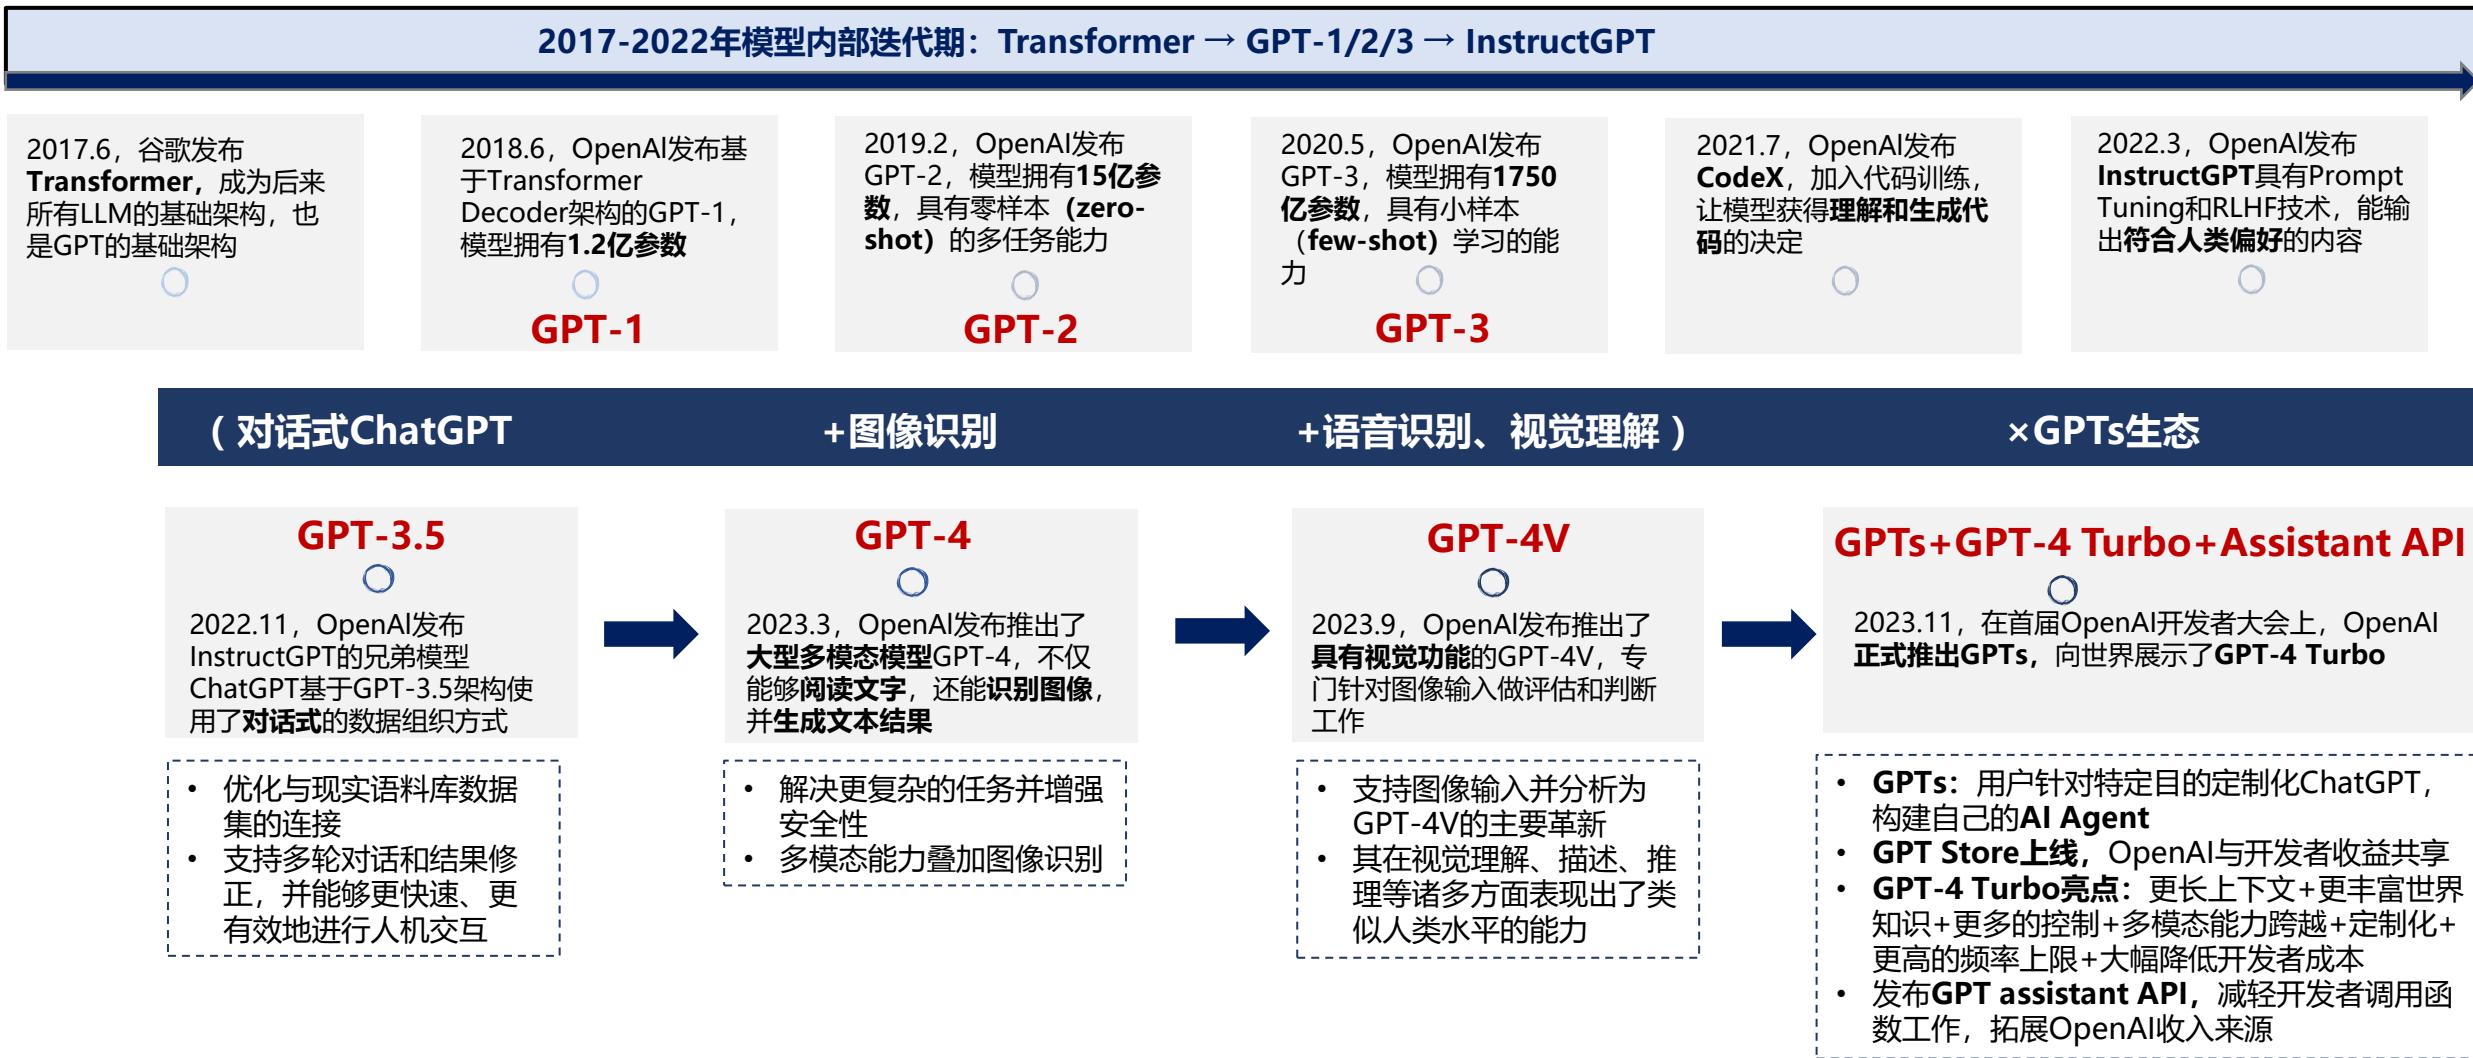 2017-2022年模型内部迭代期：Transformer → GPT-1/2/3 → InstructGPT
2017.6，谷歌发布
Transformer，成为后来
所有LLM的基础架构，也
是GPT的基础架构
2018.6，OpenAI发布基
于Transformer
Decoder架构的GPT-1，
模型拥有1.2亿参数
GPT-1
2019.2，OpenAI发布
GPT-2，模型拥有15亿参
数，具有零样本（zero-
shot）的多任务能力
GPT-2
2020.5，OpenAI发布
GPT-3，模型拥有1750
亿参数，具有小样本
（few-shot）学习的能
力
GPT-3
2021.7，OpenAI发布
CodeX，加入代码训练，
让模型获得理解和生成代
码的决定
2022.3，OpenAI发布
InstructGPT具有Prompt
Tuning和RLHF技术，能输
出符合人类偏好的内容
（对话式ChatGPT
+图像识别
+语音识别、视觉理解）
×GPTs生态
GPT-3.5
2022.11，OpenAI发布
InstructGPT的兄弟模型
ChatGPT基于GPT-3.5架构使
用了对话式的数据组织方式
• 优化与现实语料库数据
集的连接
• 支持多轮对话和结果修
正，并能够更快速、更
有效地进行人机交互
GPT-4
2023.3，OpenAI发布推出了
大型多模态模型GPT-4，不仅
能够阅读文字，还能识别图像，
并生成文本结果
• 解决更复杂的任务并增强
安全性
• 多模态能力叠加图像识别
GPT-4V
2023.9，OpenAI发布推出了
具有视觉功能的GPT-4V，专
门针对图像输入做评估和判断
工作
• 支持图像输入并分析为
GPT-4V的主要革新
• 其在视觉理解、描述、推
理等诸多方面表现出了类
似人类水平的能力
GPTs+GPT-4 Turbo+Assistant API
2023.11，在首届OpenAI开发者大会上，OpenAI
正式推出GPTs，向世界展示了GPT-4 Turbo
• GPTs：用户针对特定目的定制化ChatGPT，
构建自己的AI Agent
• GPT Store上线，OpenAI与开发者收益共享
• GPT-4 Turbo亮点：更长上下文+更丰富世界
知识+更多的控制+多模态能力跨越+定制化+
更高的频率上限+大幅降低开发者成本
• 发布GPT assistant API，减轻开发者调用函
数工作，拓展OpenAI收入来源